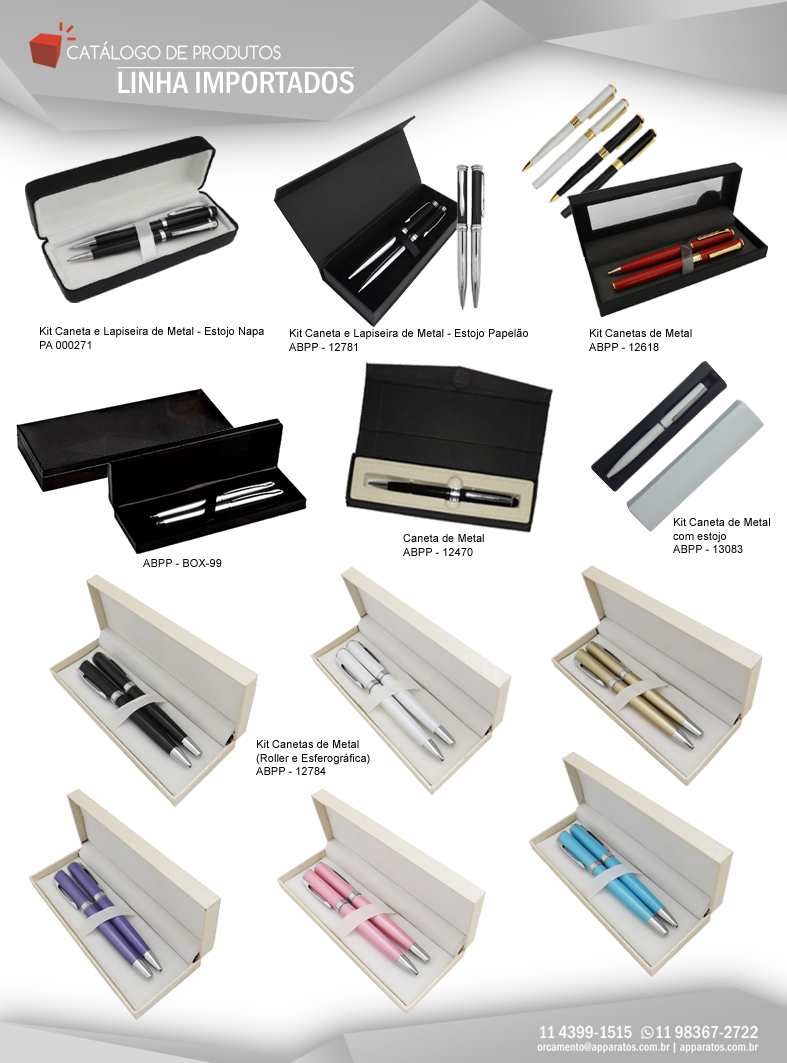 CATÁLOGO DE PRODUTOS
LINHA IMPORTADOS
Kit Caneta e Lapiseira de Metal - Estojo Napa
PA 000271
Kit Caneta e Lapiseira de Metal - Estojo Papelão
ABPP - 12781
Kit Canetas de Metal
ABPP - 12618
ABPP - BOX-99
Caneta de Metal
ABPP - 12470
Kit Caneta de Metal
com estojo
ABPP - 13083
Kit Canetas de Metal
(Roller e Esferográfica)
ABPP - 12784
11 4399-1515 11 98367-2722
orcamento@apparatos.com.br | apparatos.com.br